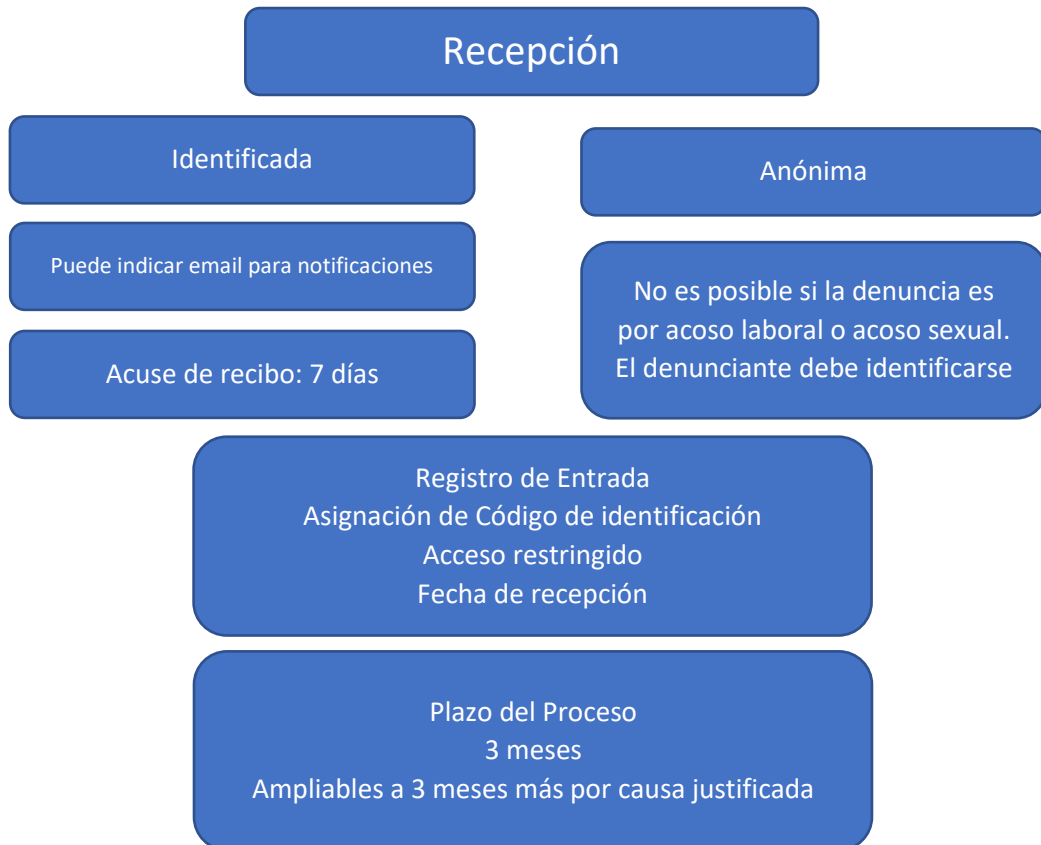 Recepción
Identificada
Puede indicar email para notificaciones
Acuse de recibo: 7 días
Anónima
No es posible si la denuncia es
por acoso laboral o acoso sexual.
El denunciante debe identificarse
Registro de Entrada
Asignación de Código de identificación
Acceso restringido
Fecha de recepción
Plazo del Proceso
3 meses
Ampliables a 3 meses más por causa justificada